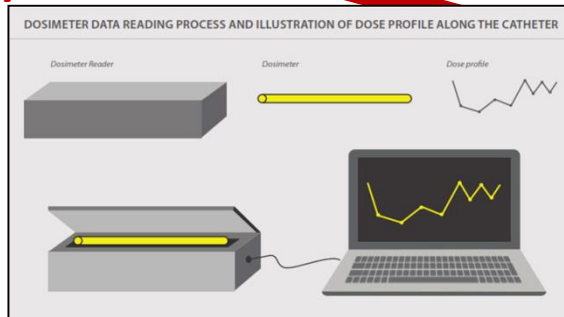 DOSIMETER DATA READING PROCESS AND ILLUSTRATION OF DOSE PROFILE ALONG THE CATHETER
Dosimeter Reader
Dosimeter
Dose profile